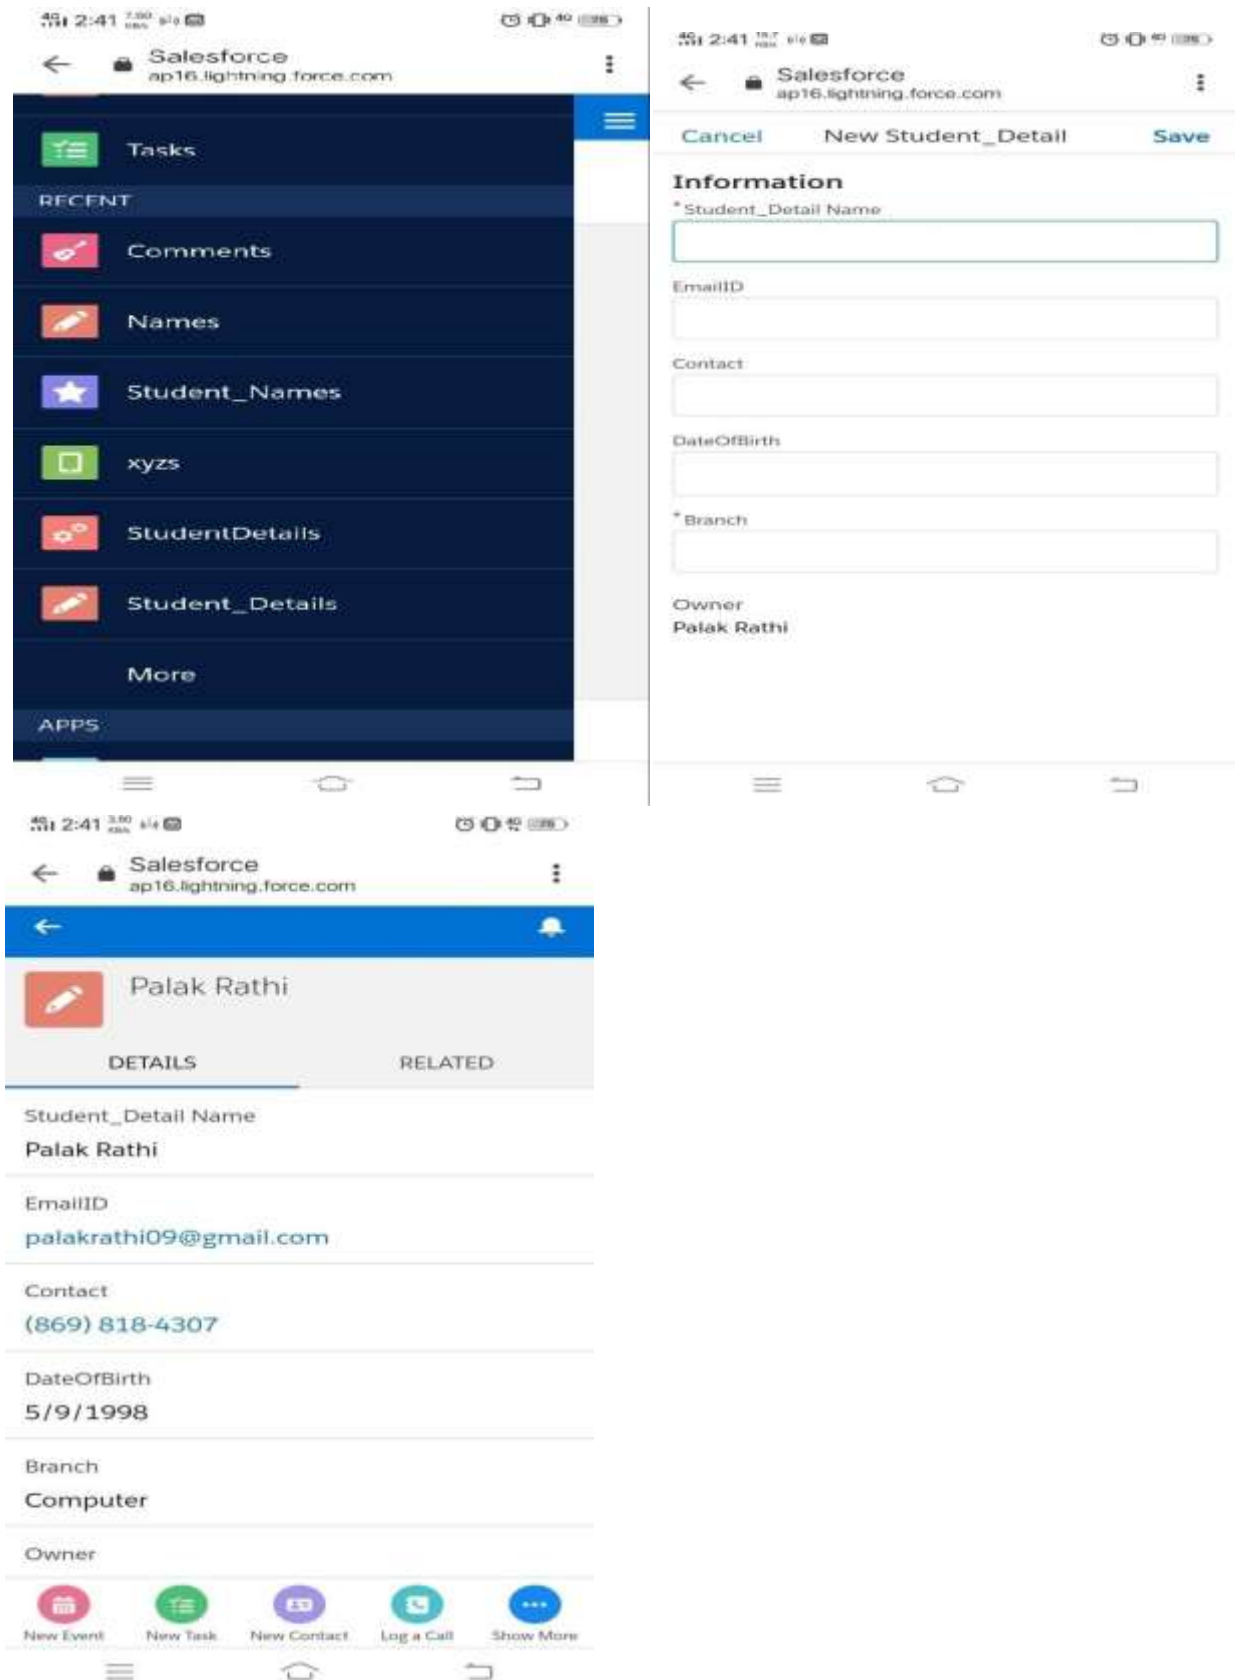 2:41
Salesforce
ap16.lightning.force.com
Tasks
RECENT
Comments
Names
Student_Names
xyzs
StudentDetails
Student_Details
More
APPS
2:41
Salesforce
ap16.lightning.force.com
Cancel New Student_Detail Save
Information
*Student_Detail Name
EmailID
Contact
DateOfBirth
*Branch
Owner
Palak Rathi
2:41
Salesforce
ap16.lightning.force.com
Palak Rathi
DETAILS RELATED
Student_Detail Name
Palak Rathi
EmailID
palakrathi09@gmail.com
Contact
(869) 818-4307
DateOfBirth
5/9/1998
Branch
Computer
Owner
New Event New Task New Contact Log a Call Show More